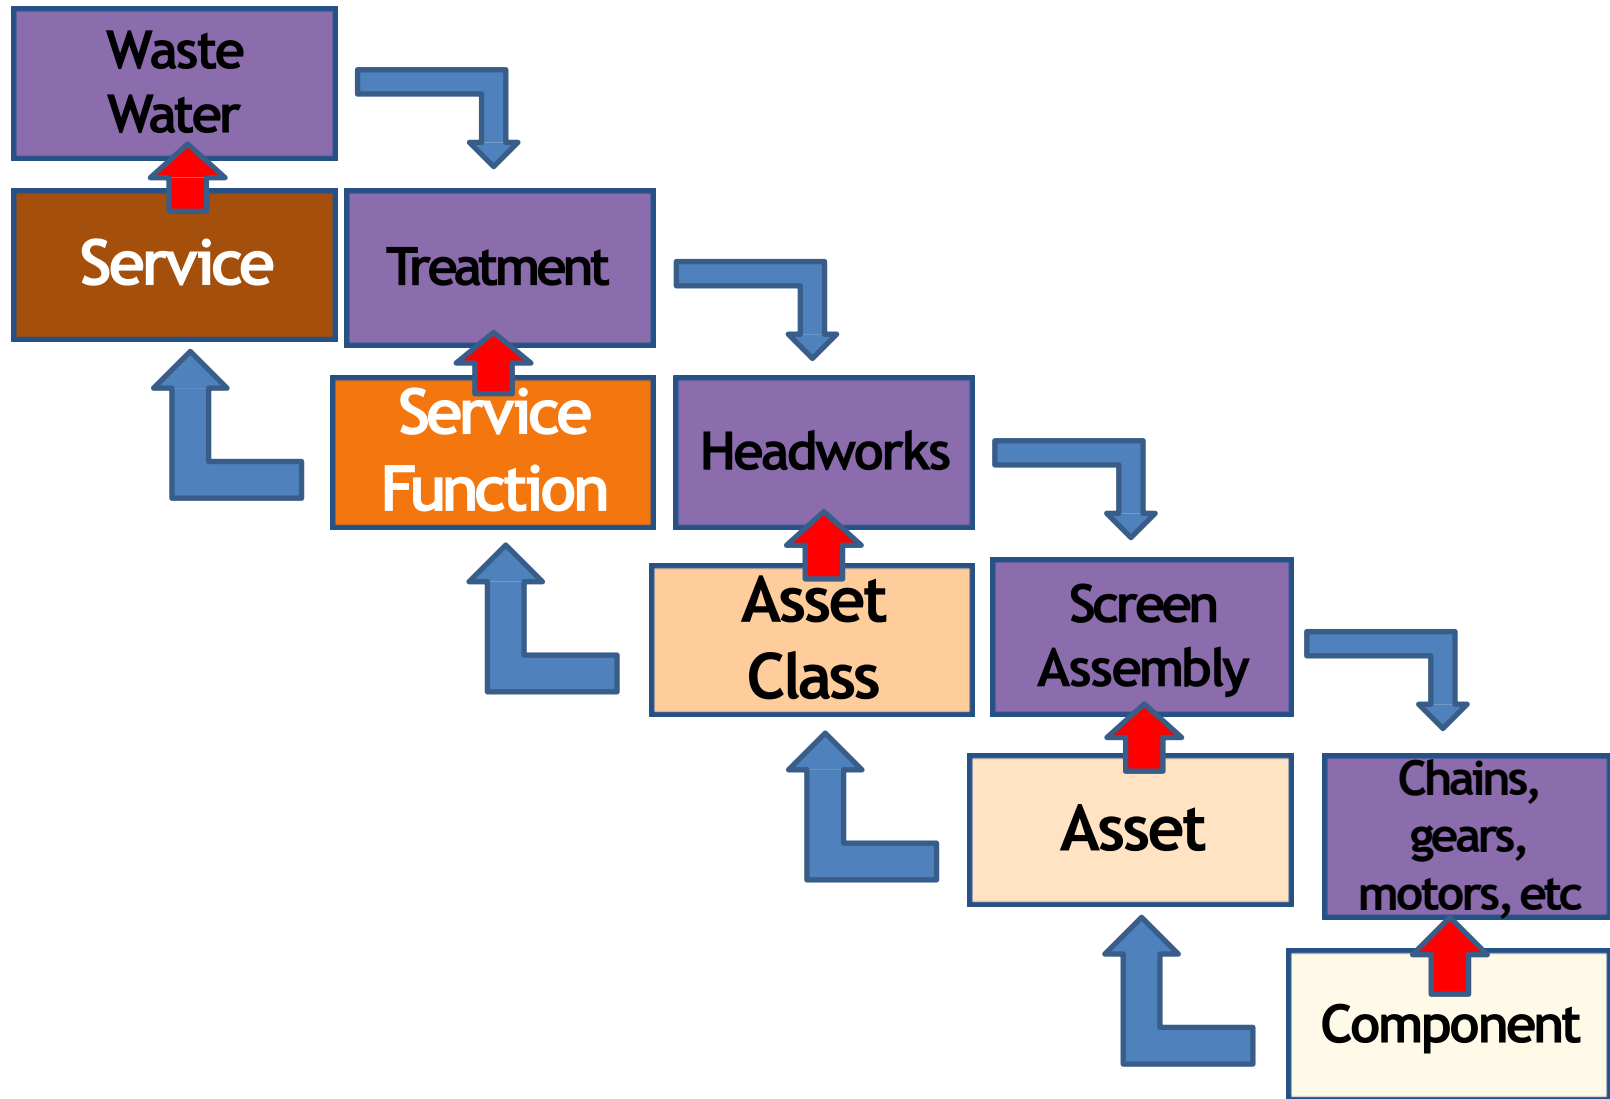 Waste
Water
Service
Treatment
Service
Function
Headworks
Asset
Class
Screen
Assembly
Asset
Chains,
gears,
motors, etc
Component